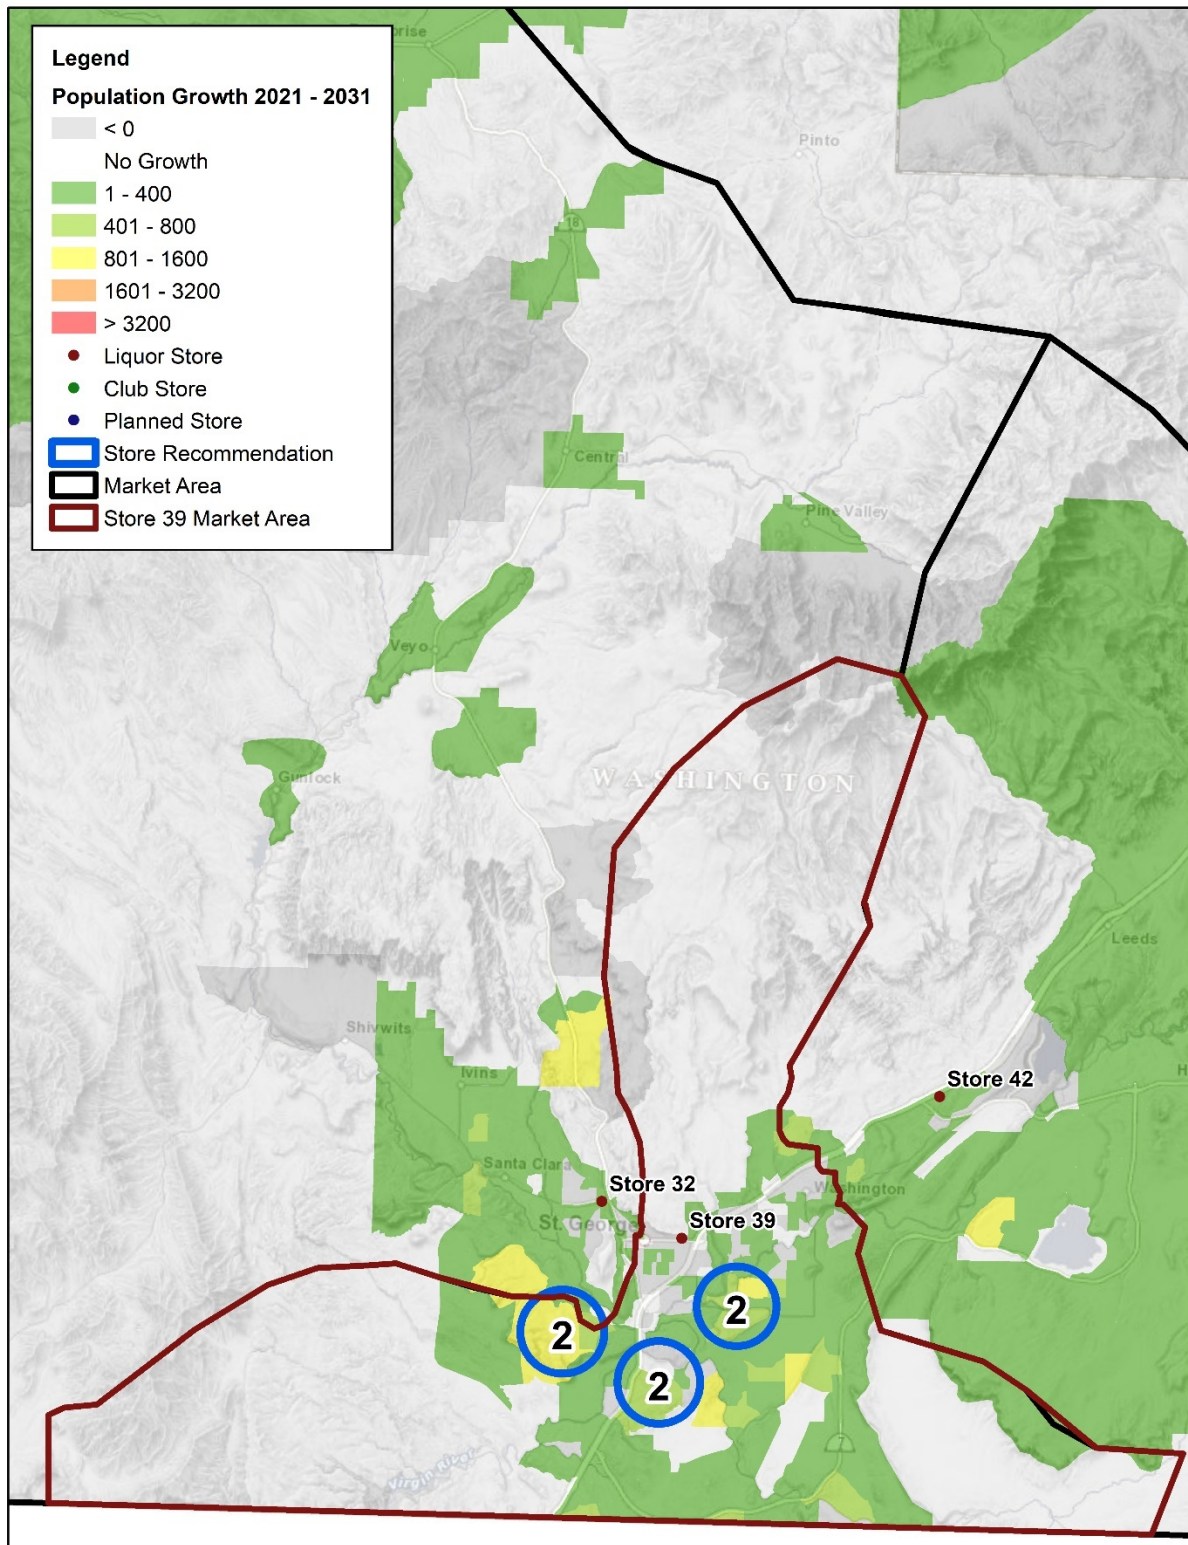 Legend
Population Growth 2021 - 2031
< 0
No Growth
1 - 400
401 - 800
801 - 1600
1601 - 3200
> 3200
Liquor Store
Club Store
Planned Store
Store Recommendation
Market Area
Store 39 Market Area
rise
Pinto
18
Central
Pine Valley
Veyo
WASHINGTON
Gunlock
Leeds
Shivwits
Ivins
H
Store 42
Santa Clara
Store 32
Washington
St. George
Store 39
2
2
2
7
Virgin River